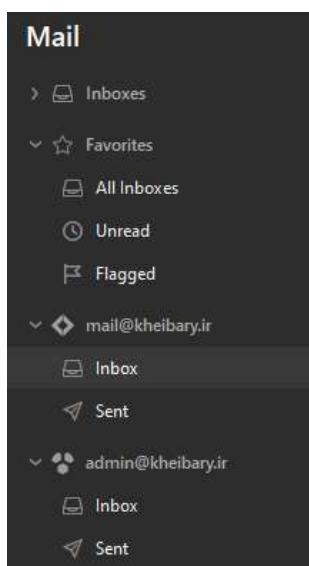 Mail
Inboxes
Favorites
All Inboxes
Unread
Flagged
mail@kheibary.ir
Inbox
Sent
admin@kheibary.ir
Inbox
Sent